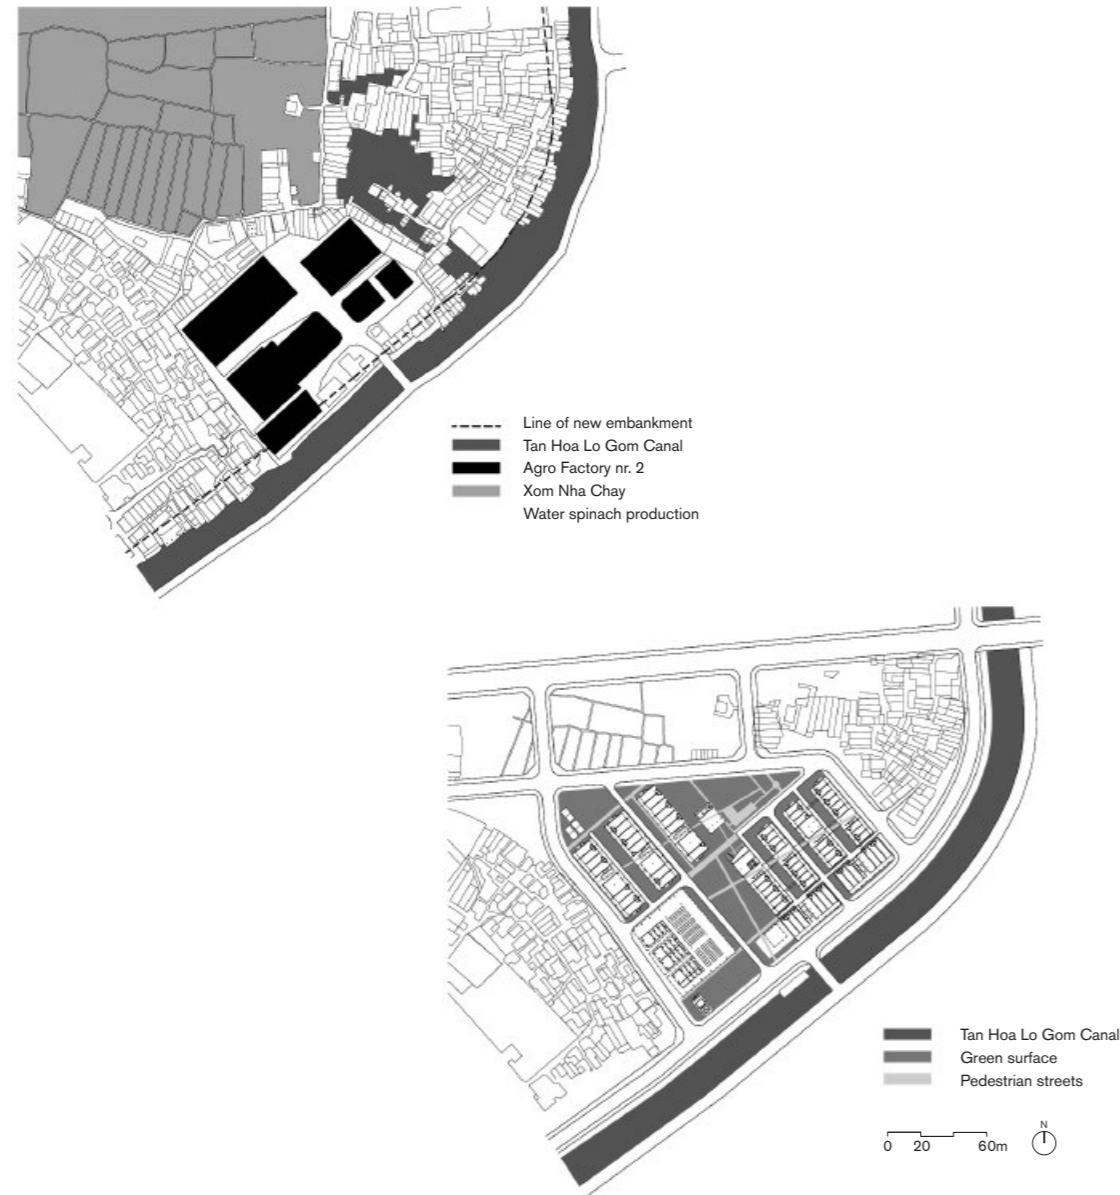 Line of new embankment
Tan Hoa Lo Gom Canal
Agro Factory nr. 2
Xom Nha Chay
Water spinach production
Tan Hoa Lo Gom Canal
Green surface
Pedestrian streets
N
0 20 60m